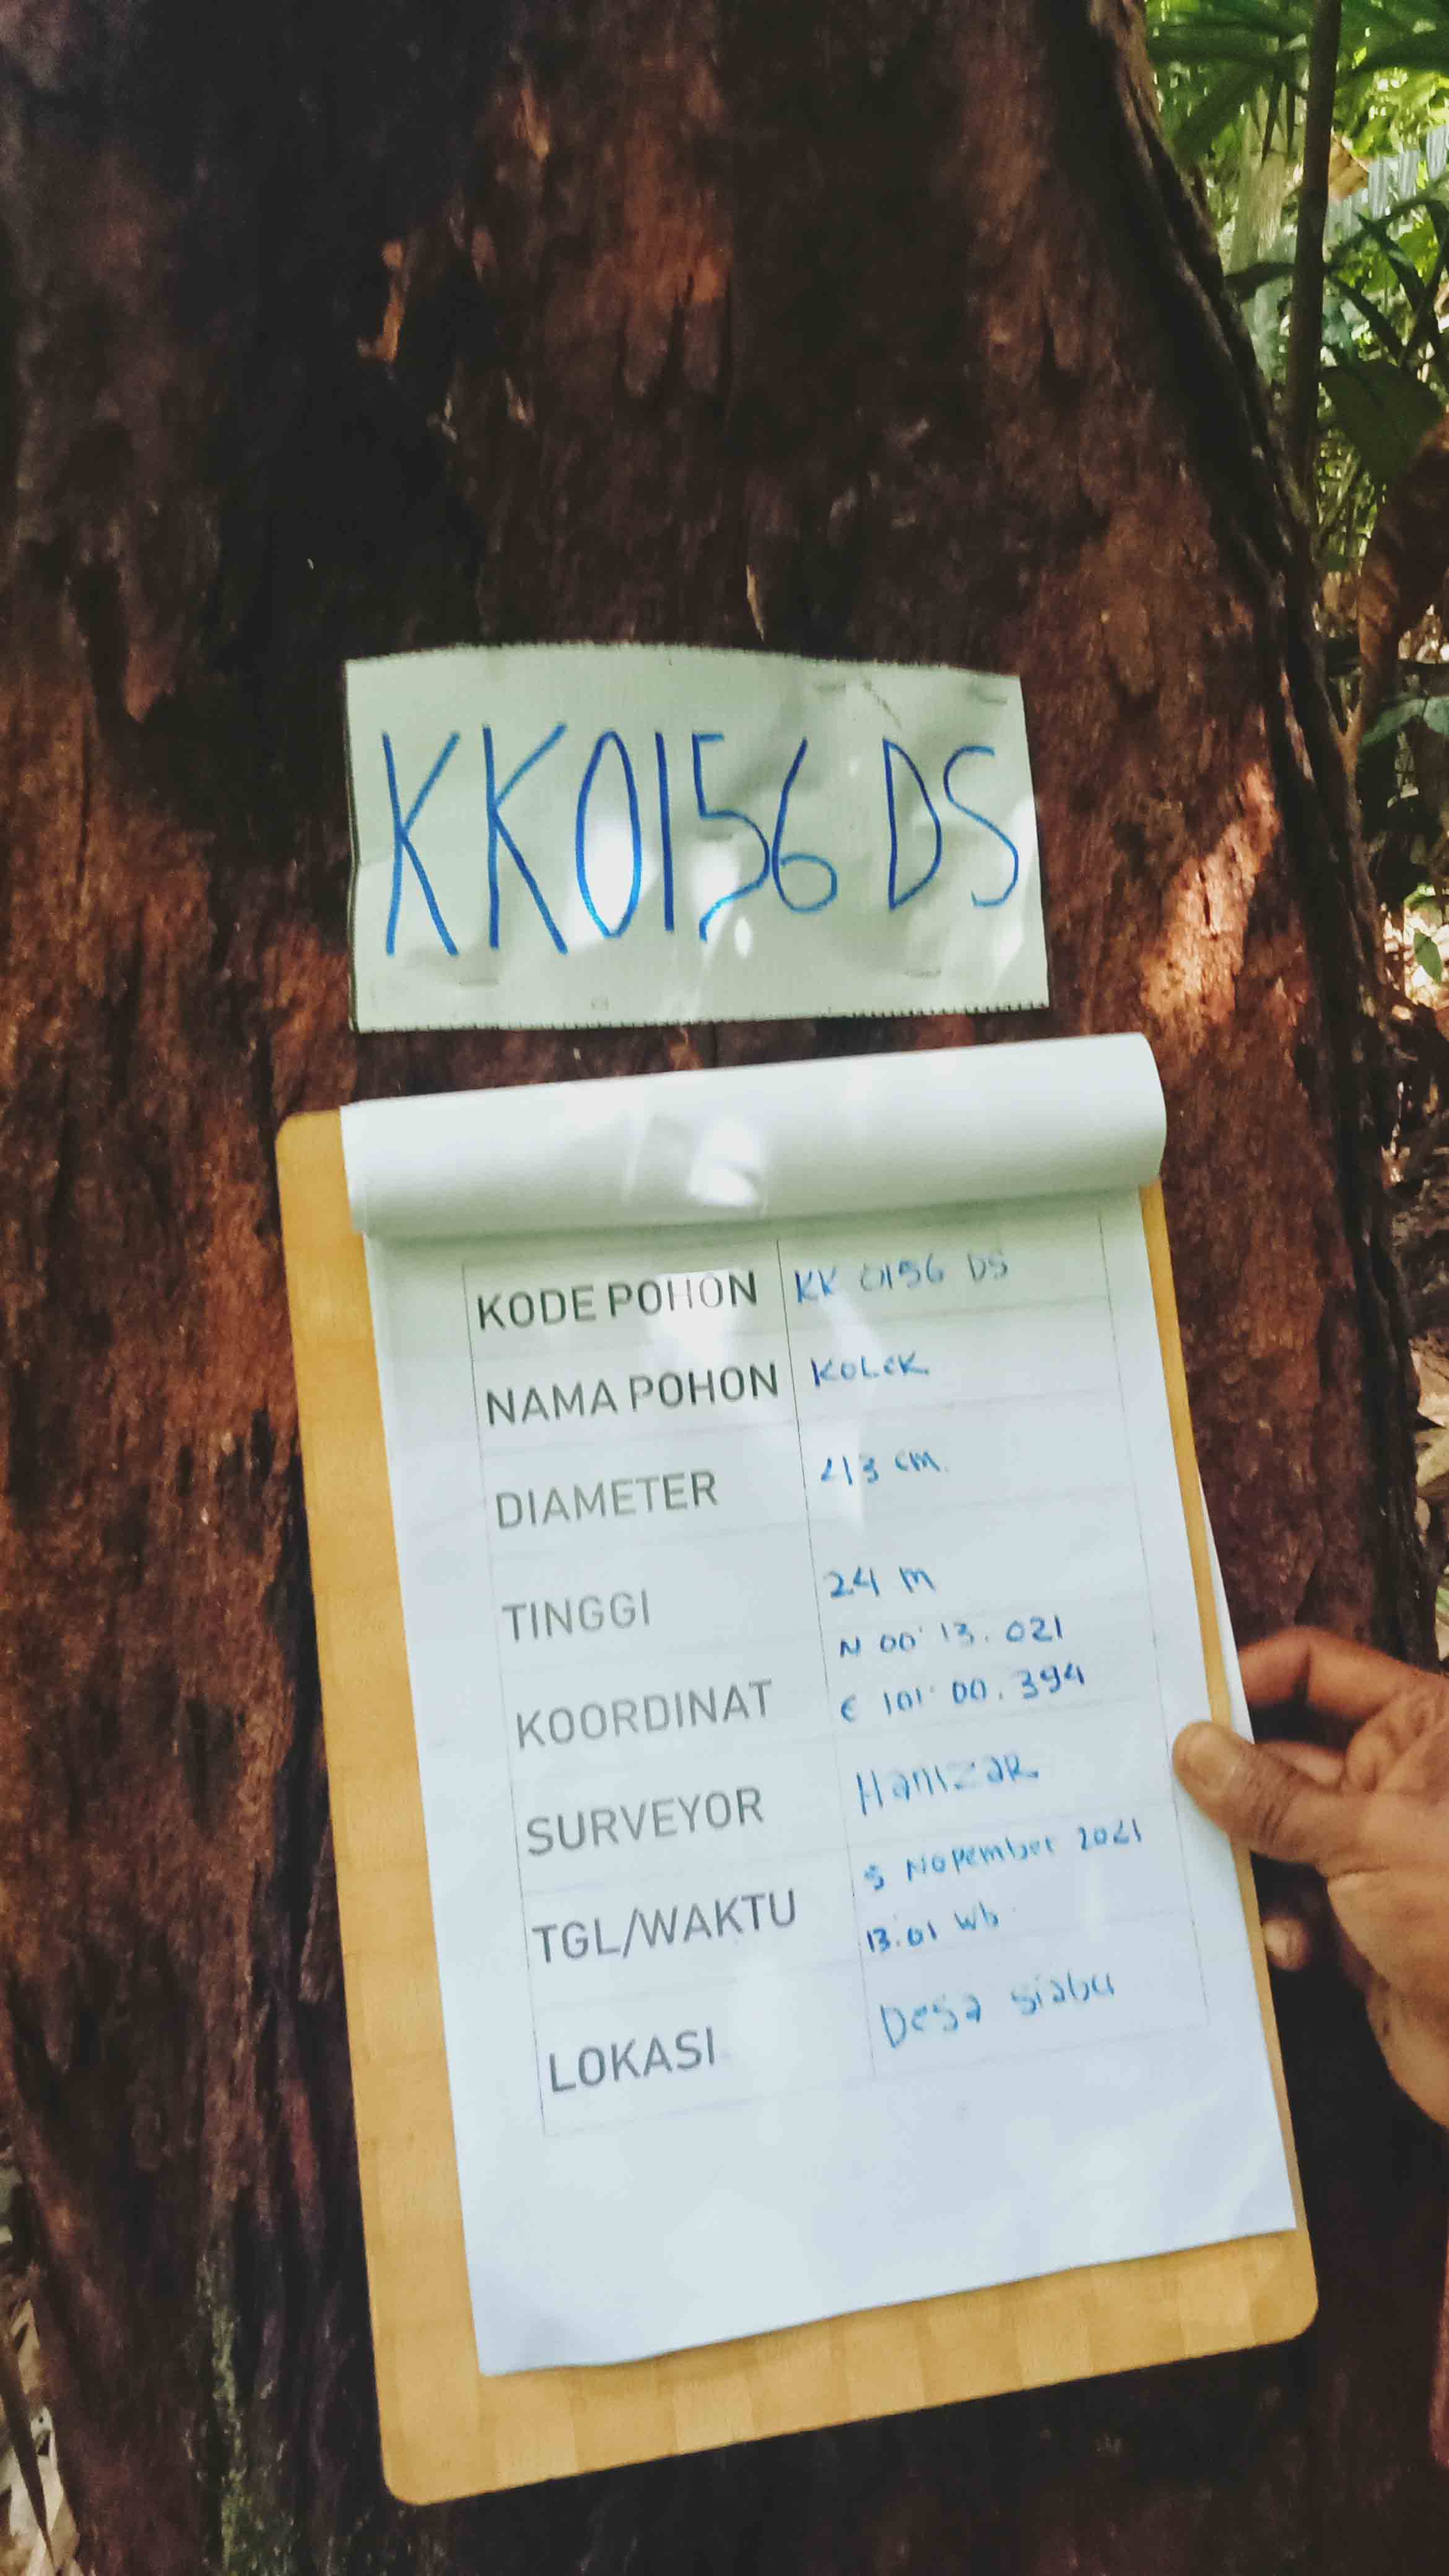 KK0156 DS
KODE POHON KK 0156 DS
NAMA POHON KOLEK
DIAMETER 213 cm
TINGGI 24 m
KOORDINAT N 00° 13. 021
E 101° 00. 394
SURVEYOR Hamzar
TGL/WAKTU 5 Nopember 2021
13.01 wb
LOKASI Desa siabu